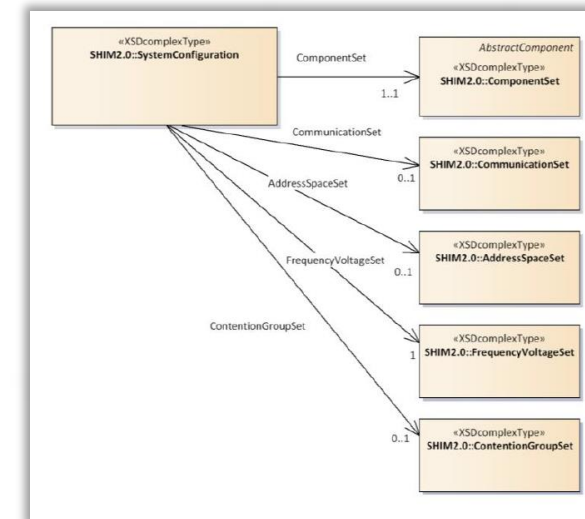 «XSDcomplexType»
SHIM2.0::SystemConfiguration
ComponentSet
1..1
AbstractComponent
«XSDcomplexType»
SHIM2.0::ComponentSet
CommunicationSet
0..1
«XSDcomplexType»
SHIM2.0::CommunicationSet
AddressSpaceSet
0..1
«XSDcomplexType»
SHIM2.0::AddressSpaceSet
FrequencyVoltageSet
1
«XSDcomplexType»
SHIM2.0::FrequencyVoltageSet
ContentionGroupSet
0..1
«XSDcomplexType»
SHIM2.0::ContentionGroupSet